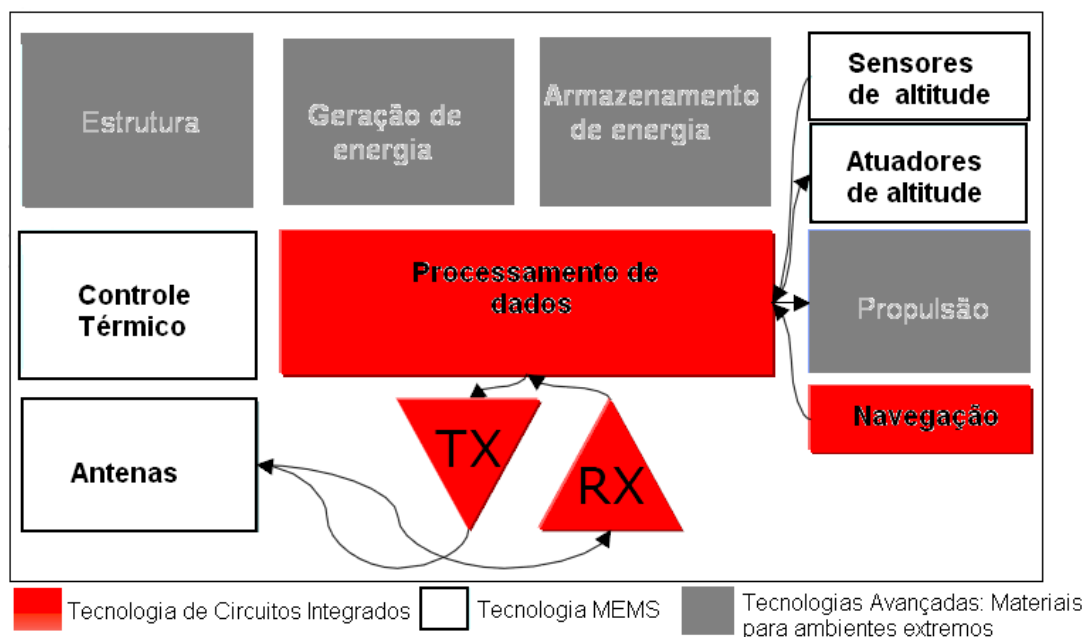 Estrutura
Geração de
energia
Armazenamento
de energia
Sensores
de altitude
Atuadores
de altitude
Controle
Térmico
Processamento de
dados
Propulsão
Navegação
Antenas
TX
RX
Tecnologia de Circuitos Integrados
Tecnologia MEMS
Tecnologias Avançadas: Materiais
para ambientes extremos